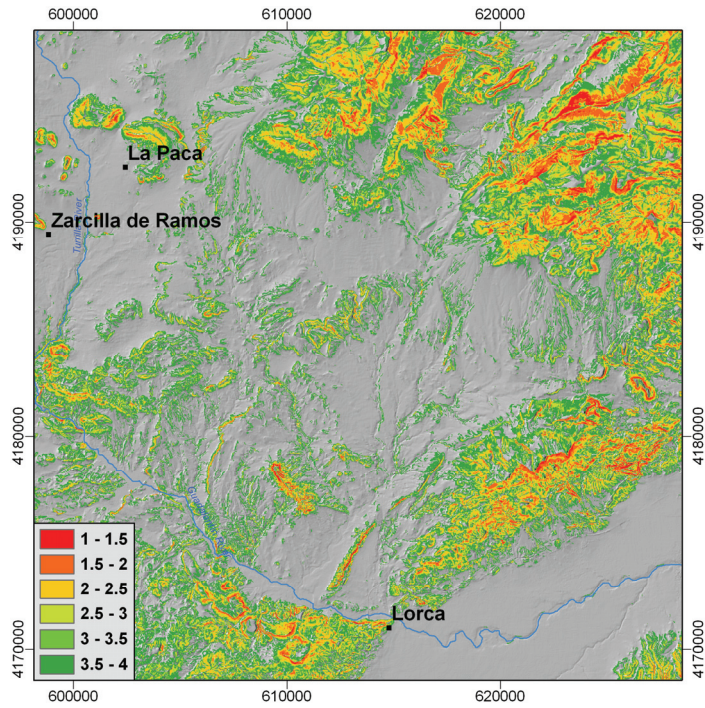 600000 610000 620000
La Paca
Zarcilla de Ramos
4190000 4190000
4180000 4180000
1 - 1.5
1.5 - 2
2 - 2.5
2.5 - 3
3 - 3.5
3.5 - 4
Lorca
4170000 4170000
600000 610000 620000